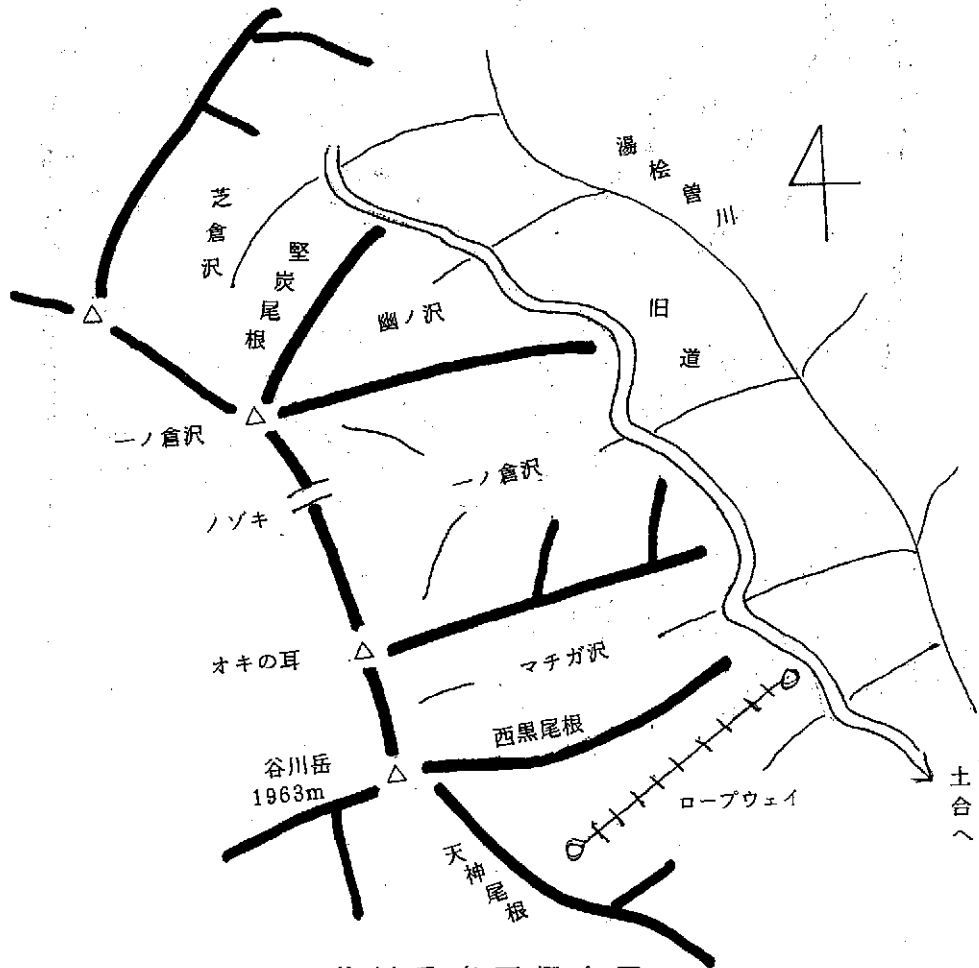 湯桧曽川
芝倉沢
堅炭尾根
幽ノ沢
旧道
一ノ倉沢
一ノ倉沢
ノゾキ
オキの耳
マチガ沢
西黒尾根
谷川岳
1963m
ロープウェイ
土合へ
天神尾根